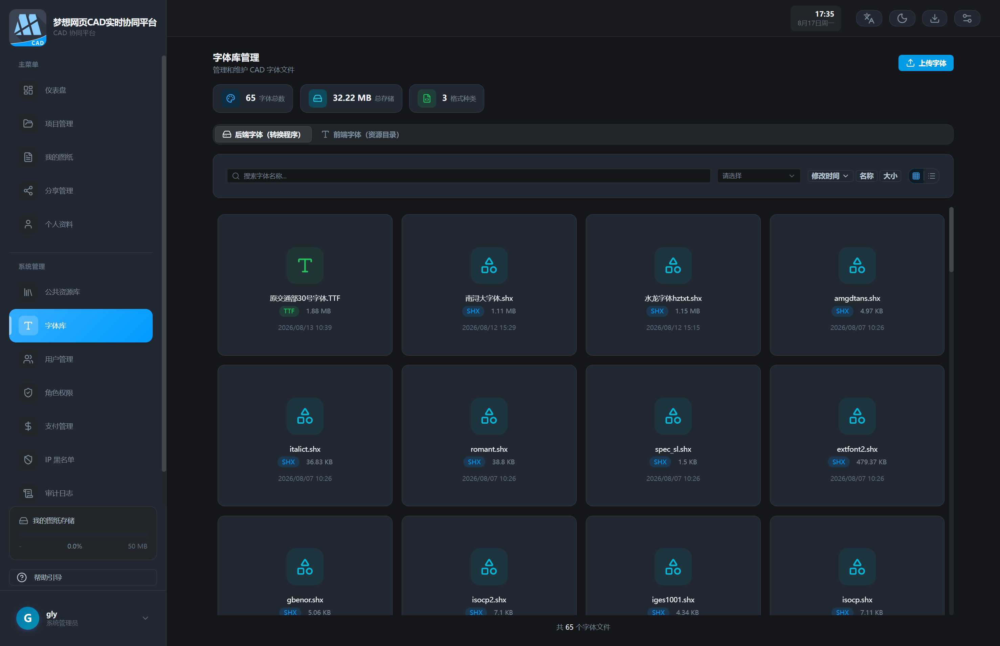 梦想网页CAD实时协同平台
CAD 协同平台
CAD
主菜单
仪表盘
项目管理
我的图纸
分享管理
个人资料
系统管理
公共资源库
字体库
用户管理
角色权限
支付管理
IP 黑名单
审计日志
我的图纸存储
- 0.0% 50 MB
帮助引导
G
gly
系统管理员
17:35
8月17日周一
字体库管理
管理和维护 CAD 字体文件
上传字体
65 字体总数
32.22 MB 总存储
3 格式种类
后端字体（转换程序）
前端字体（资源目录）
搜索字体名称...
请选择
修改时间
名称
大小
原交通部30号字体.TTF
TTF 1.88 MB
2026/08/13 10:39
南浔大字体.shx
SHX 1.11 MB
2026/08/12 15:29
水龙字体hztxt.shx
SHX 1.15 MB
2026/08/12 15:15
amgdtans.shx
SHX 4.97 KB
2026/08/07 10:26
italict.shx
SHX 36.83 KB
2026/08/07 10:26
romant.shx
SHX 38.8 KB
2026/08/07 10:26
spec_sl.shx
SHX 1.5 KB
2026/08/07 10:26
extfont2.shx
SHX 479.37 KB
2026/08/07 10:26
gbenor.shx
SHX 5.06 KB
isocp2.shx
SHX 7.1 KB
iges1001.shx
SHX 4.34 KB
isocp.shx
SHX 7.11 KB
共 65 个字体文件